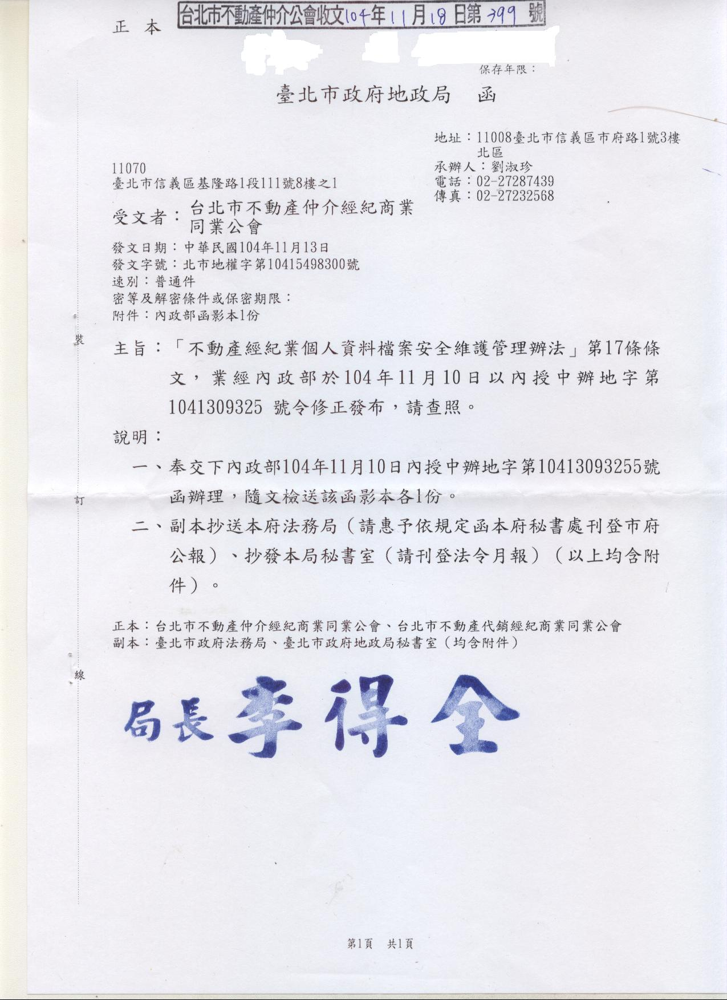 台北市不動產仲介公會收文104年11月18日第399號
正本
保存年限：
臺北市政府地政局 函
地址：11008臺北市信義區市府路1號3樓
北區
承辦人：劉淑珍
電話：02-27287439
傳真：02-27232568
11070
臺北市信義區基隆路1段111號8樓之1
受文者：台北市不動產仲介經紀商業
同業公會
發文日期：中華民國104年11月13日
發文字號：北市地權字第10415498300號
速別：普通件
密等及解密條件或保密期限：
附件：內政部函影本1份
主旨：「不動產經紀業個人資料檔案安全維護管理辦法」第17條條
文，業經內政部於104年11月10日以內授中辦地字第
1041309325 號令修正發布，請查照。
說明：
一、奉交下內政部104年11月10日內授中辦地字第10413093255號
函辦理，隨文檢送該函影本各1份。
二、副本抄送本府法務局（請惠予依規定函本府秘書處刊登市府
公報）、抄發本局秘書室（請刊登法令月報）（以上均含附
件）。
正本：台北市不動產仲介經紀商業同業公會、台北市不動產代銷經紀商業同業公會
副本：臺北市政府法務局、臺北市政府地政局秘書室（均含附件）
局長李得全
裝
訂
線
第1頁 共1頁